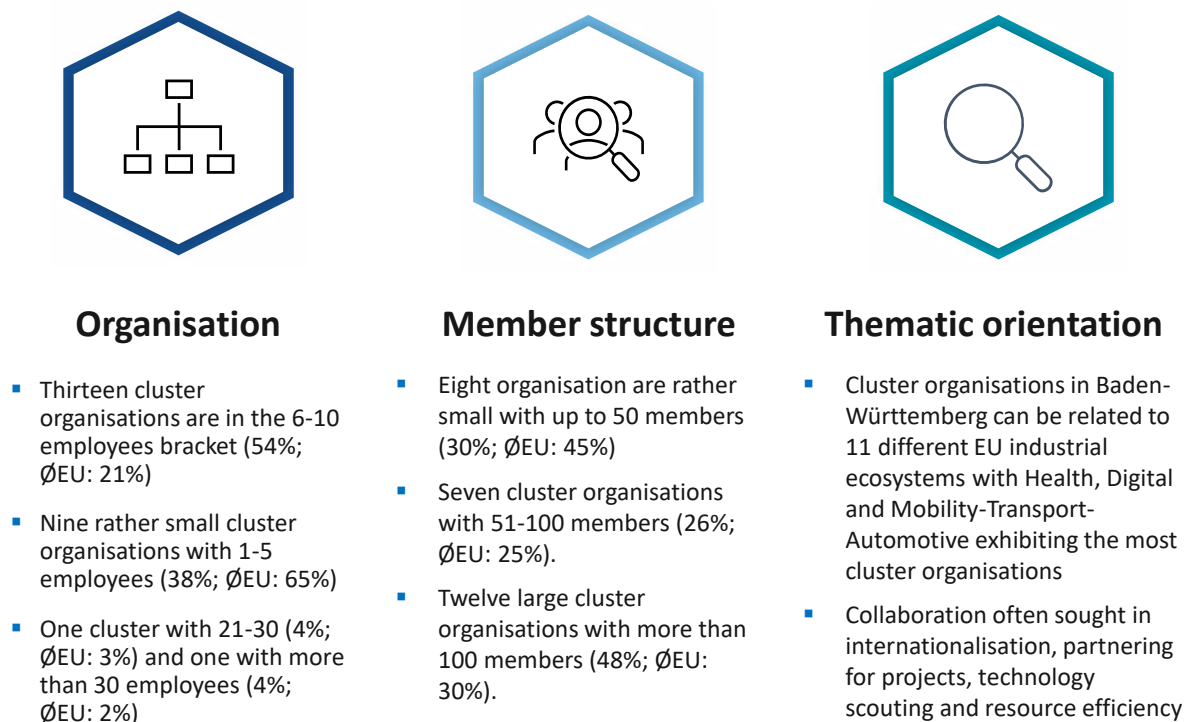 Organisation
▪ Thirteen cluster
organisations are in the 6-10
employees bracket (54%;
ØEU: 21%)
▪ Nine rather small cluster
organisations with 1-5
employees (38%; ØEU: 65%)
▪ One cluster with 21-30 (4%;
ØEU: 3%) and one with more
than 30 employees (4%;
ØEU: 2%)
Member structure
▪ Eight organisation are rather
small with up to 50 members
(30%; ØEU: 45%)
▪ Seven cluster organisations
with 51-100 members (26%;
ØEU: 25%).
▪ Twelve large cluster
organisations with more than
100 members (48%; ØEU:
30%).
Thematic orientation
▪ Cluster organisations in Baden-
Württemberg can be related to
11 different EU industrial
ecosystems with Health, Digital
and Mobility-Transport-
Automotive exhibiting the most
cluster organisations
▪ Collaboration often sought in
internationalisation, partnering
for projects, technology
scouting and resource efficiency